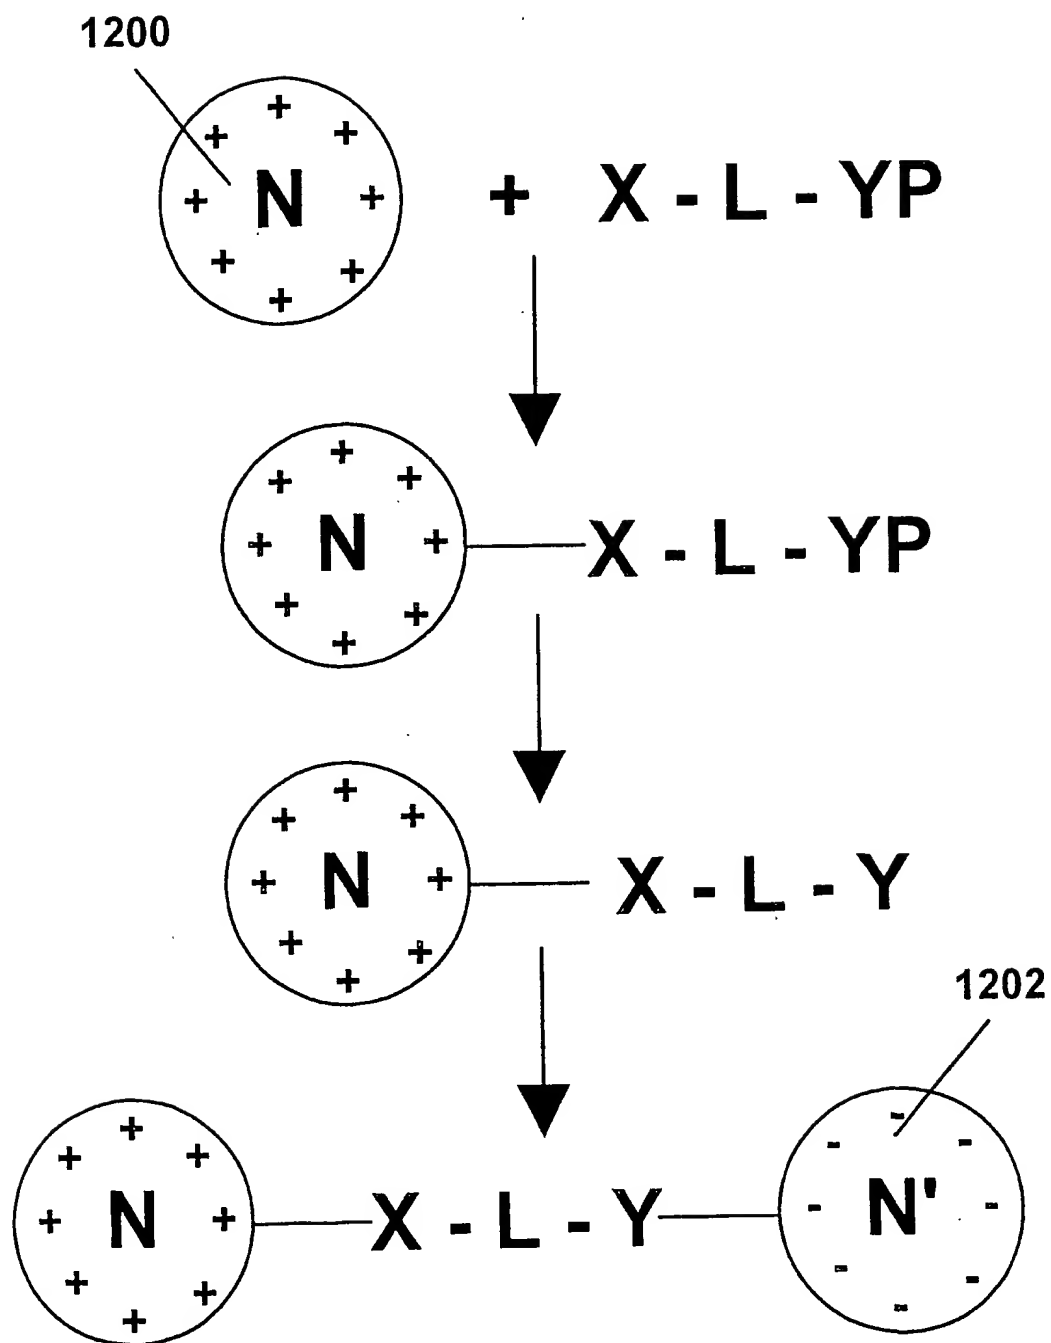 1200
+ + + + + + + + N + X - L - YP
+ + + + + + + + N X - L - YP
+ + + + + + + + N X - L - Y
1202
+ + + + + + + + N X - L - Y - - - - - - - - N'